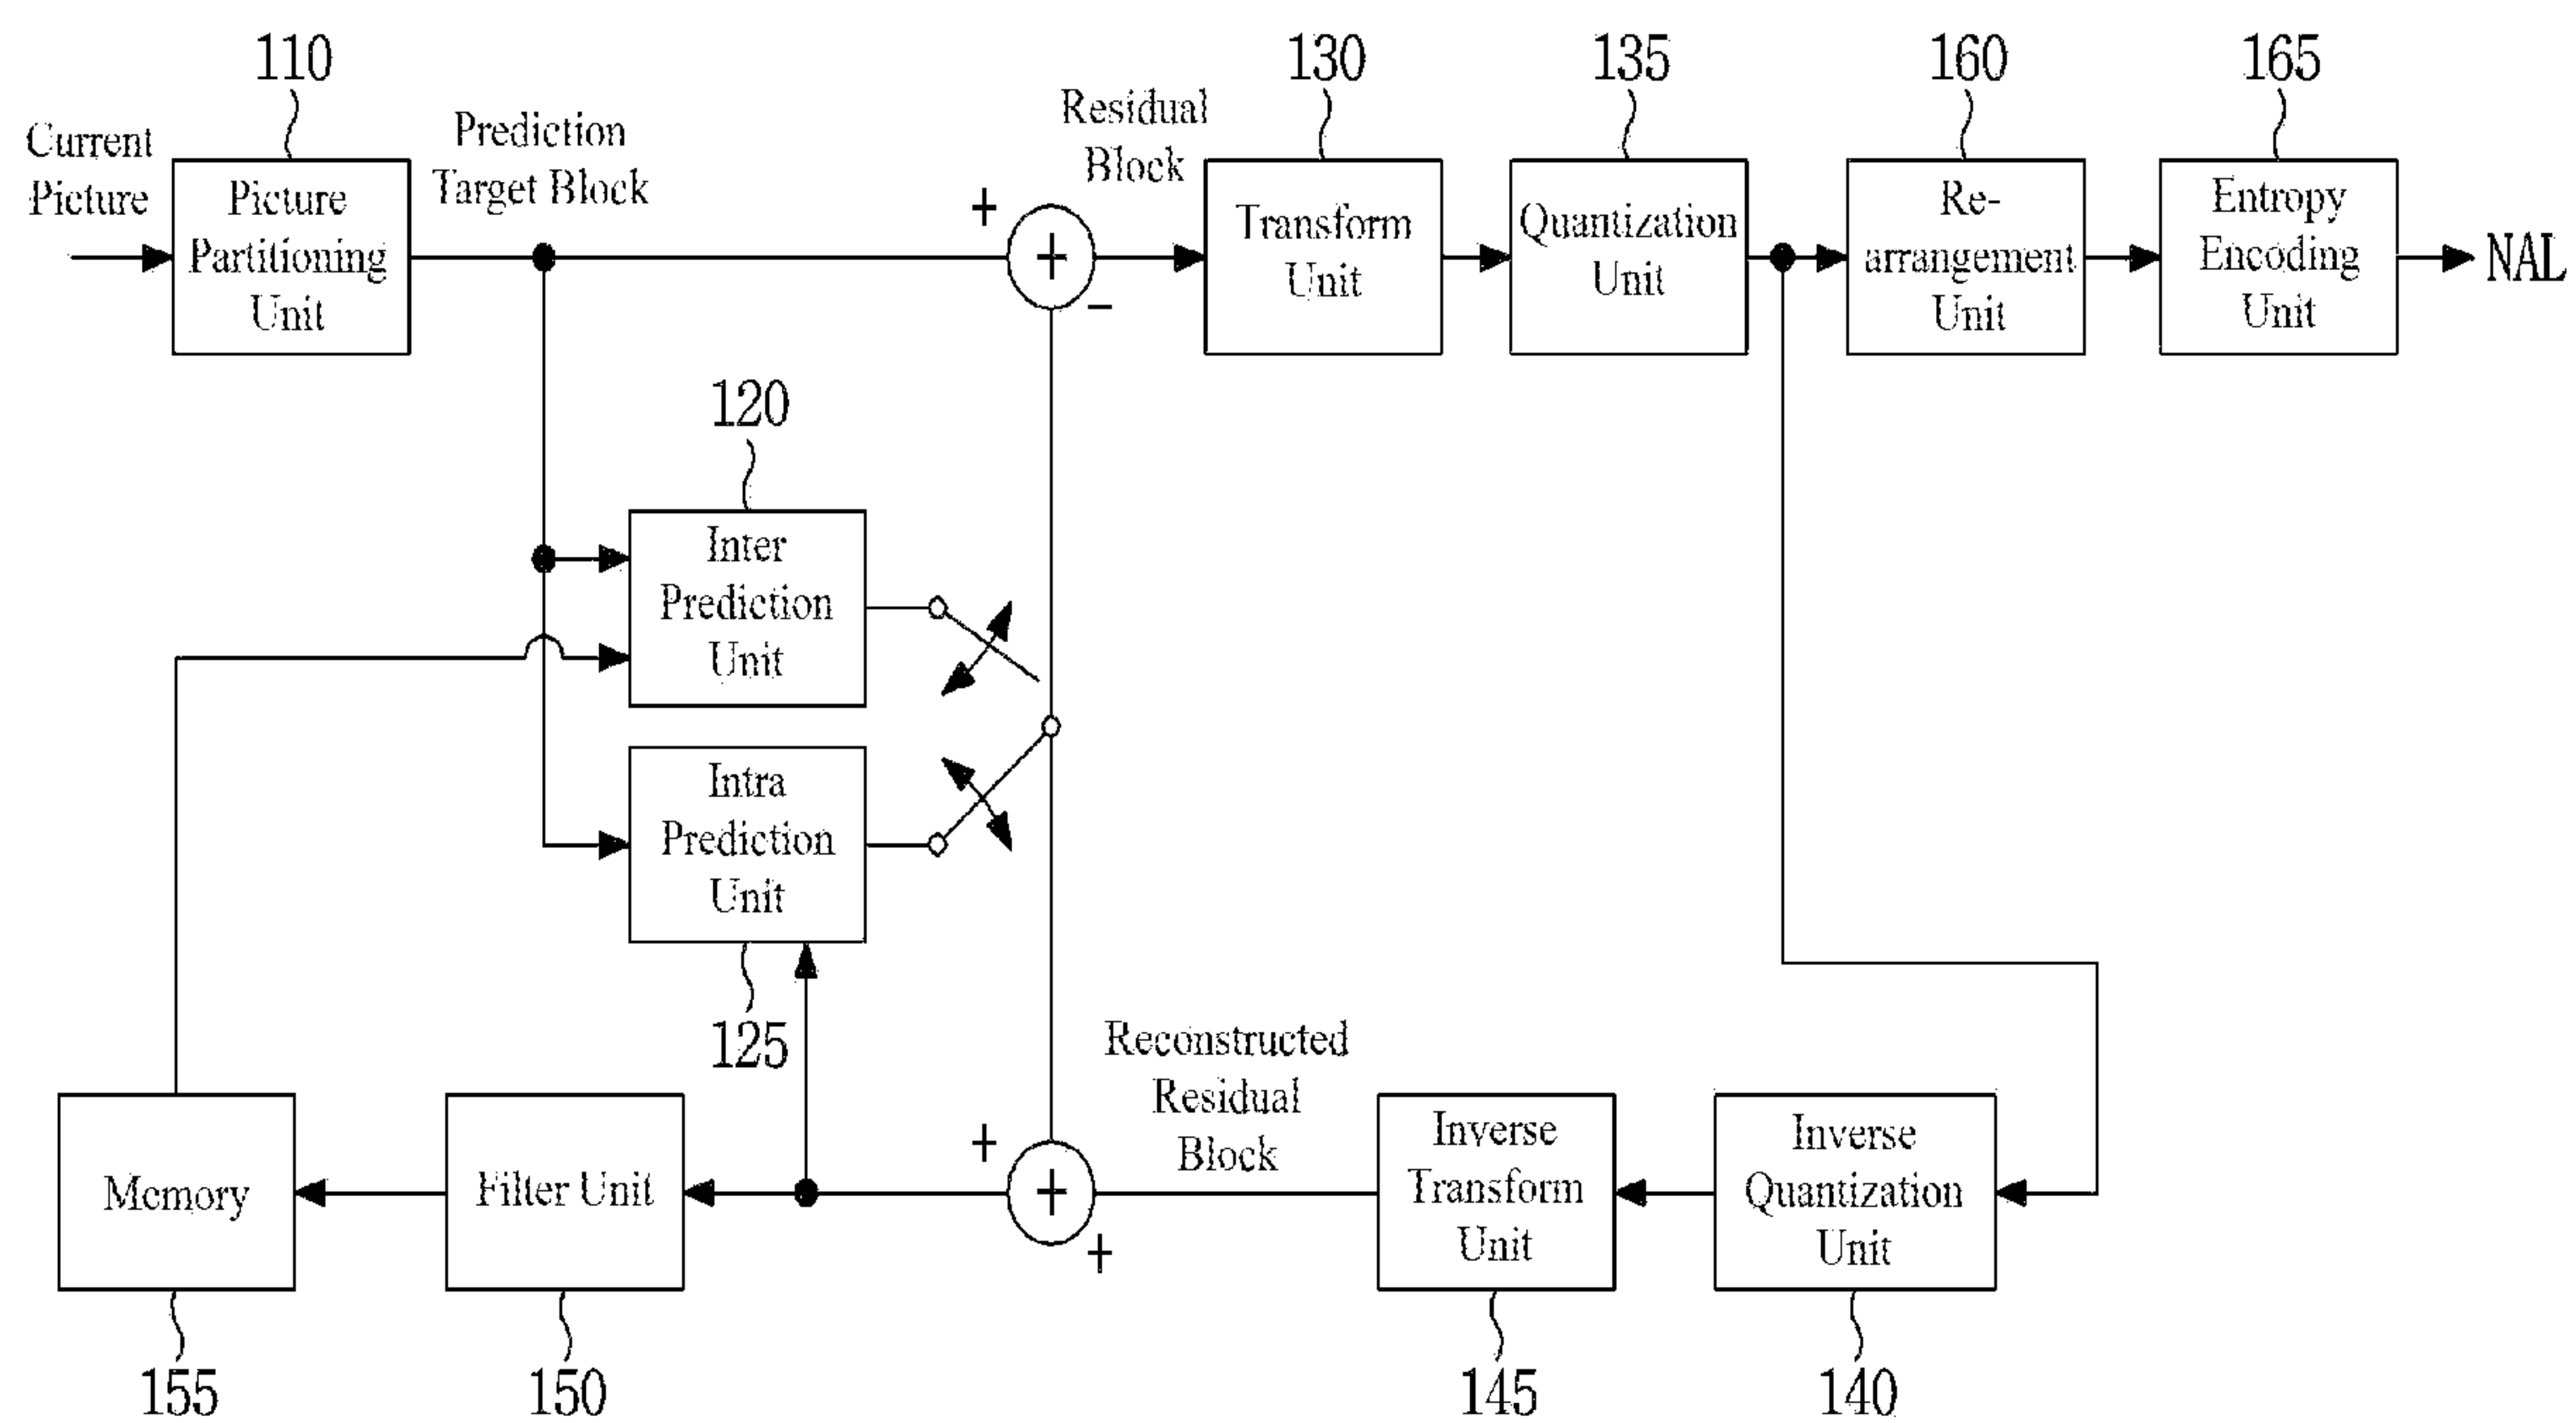 110
130
135
160
165
Current
Picture
Prediction
Target Block
Residual
Block
Picture
Partitioning
Unit
+
+
−
Transform
Unit
Quantization
Unit
Re-
arrangement
Unit
Entropy
Encoding
Unit
NAL
120
Inter
Prediction
Unit
Intra
Prediction
Unit
125
Reconstructed
Residual
Block
Memory
Filter Unit
+
+
+
Inverse
Transform
Unit
Inverse
Quantization
Unit
155
150
145
140